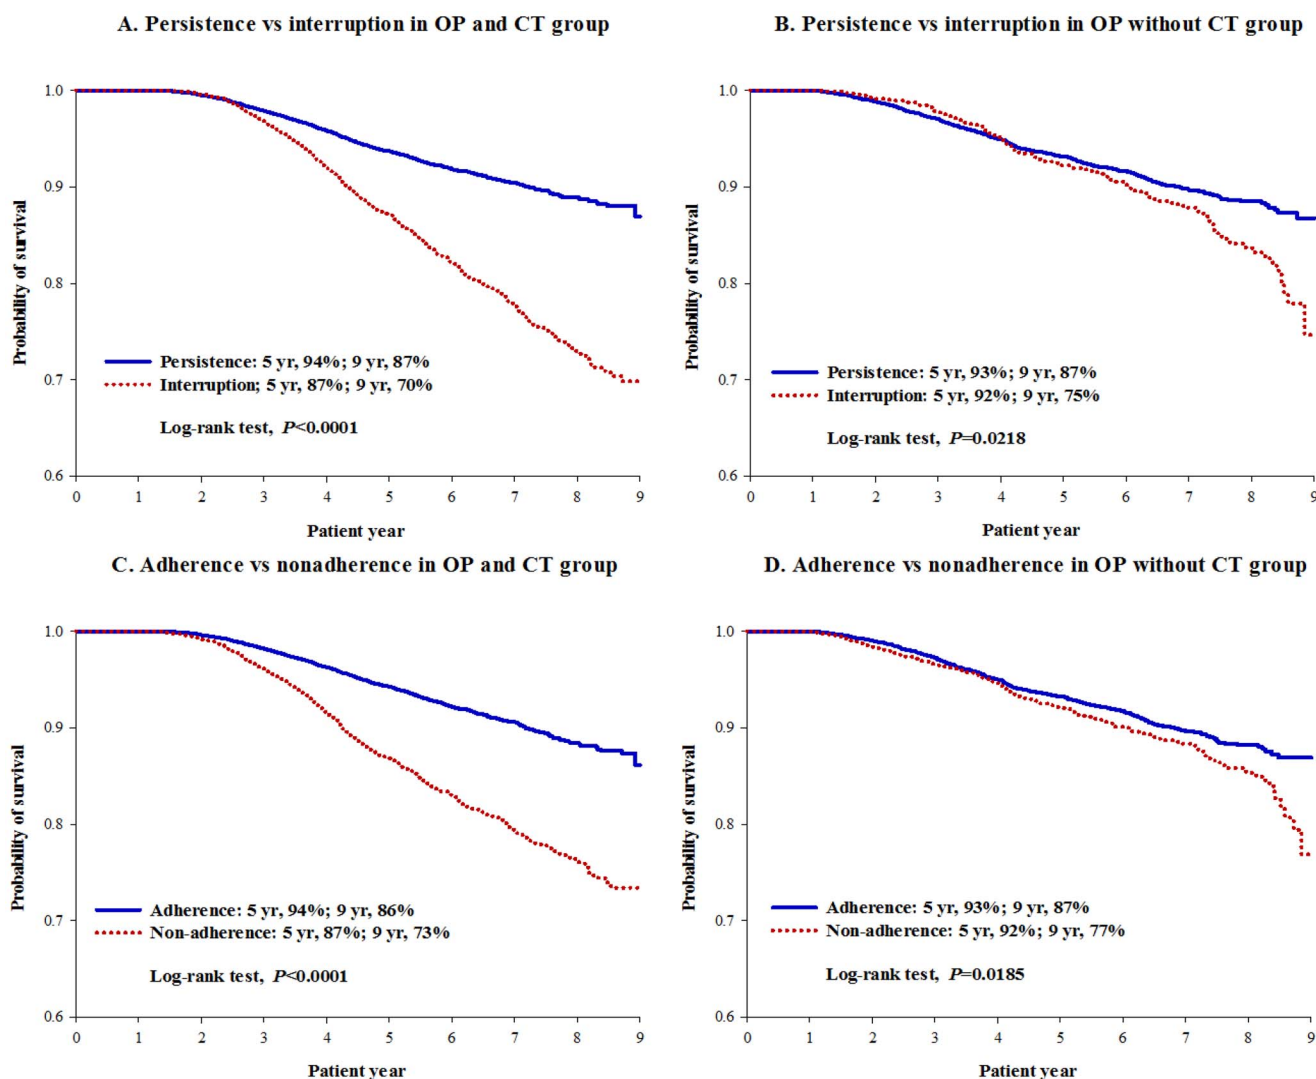 A. Persistence vs interruption in OP and CT group
Probability of survival
1.0
0.9
0.8
0.7
0.6
Persistence: 5 yr, 94%; 9 yr, 87%
Interruption; 5 yr, 87%; 9 yr, 70%
Log-rank test, P<0.0001
0 1 2 3 4 5 6 7 8 9
Patient year
B. Persistence vs interruption in OP without CT group
Probability of survival
1.0
0.9
0.8
0.7
0.6
Persistence: 5 yr, 93%; 9 yr, 87%
Interruption: 5 yr, 92%; 9 yr, 75%
Log-rank test, P=0.0218
0 1 2 3 4 5 6 7 8 9
Patient year
C. Adherence vs nonadherence in OP and CT group
Probability of survival
1.0
0.9
0.8
0.7
0.6
Adherence: 5 yr, 94%; 9 yr, 86%
Non-adherence: 5 yr, 87%; 9 yr, 73%
Log-rank test, P<0.0001
0 1 2 3 4 5 6 7 8 9
Patient year
D. Adherence vs nonadherence in OP without CT group
Probability of survival
1.0
0.9
0.8
0.7
0.6
Adherence: 5 yr, 93%; 9 yr, 87%
Non-adherence: 5 yr, 92%; 9 yr, 77%
Log-rank test, P=0.0185
0 1 2 3 4 5 6 7 8 9
Patient year